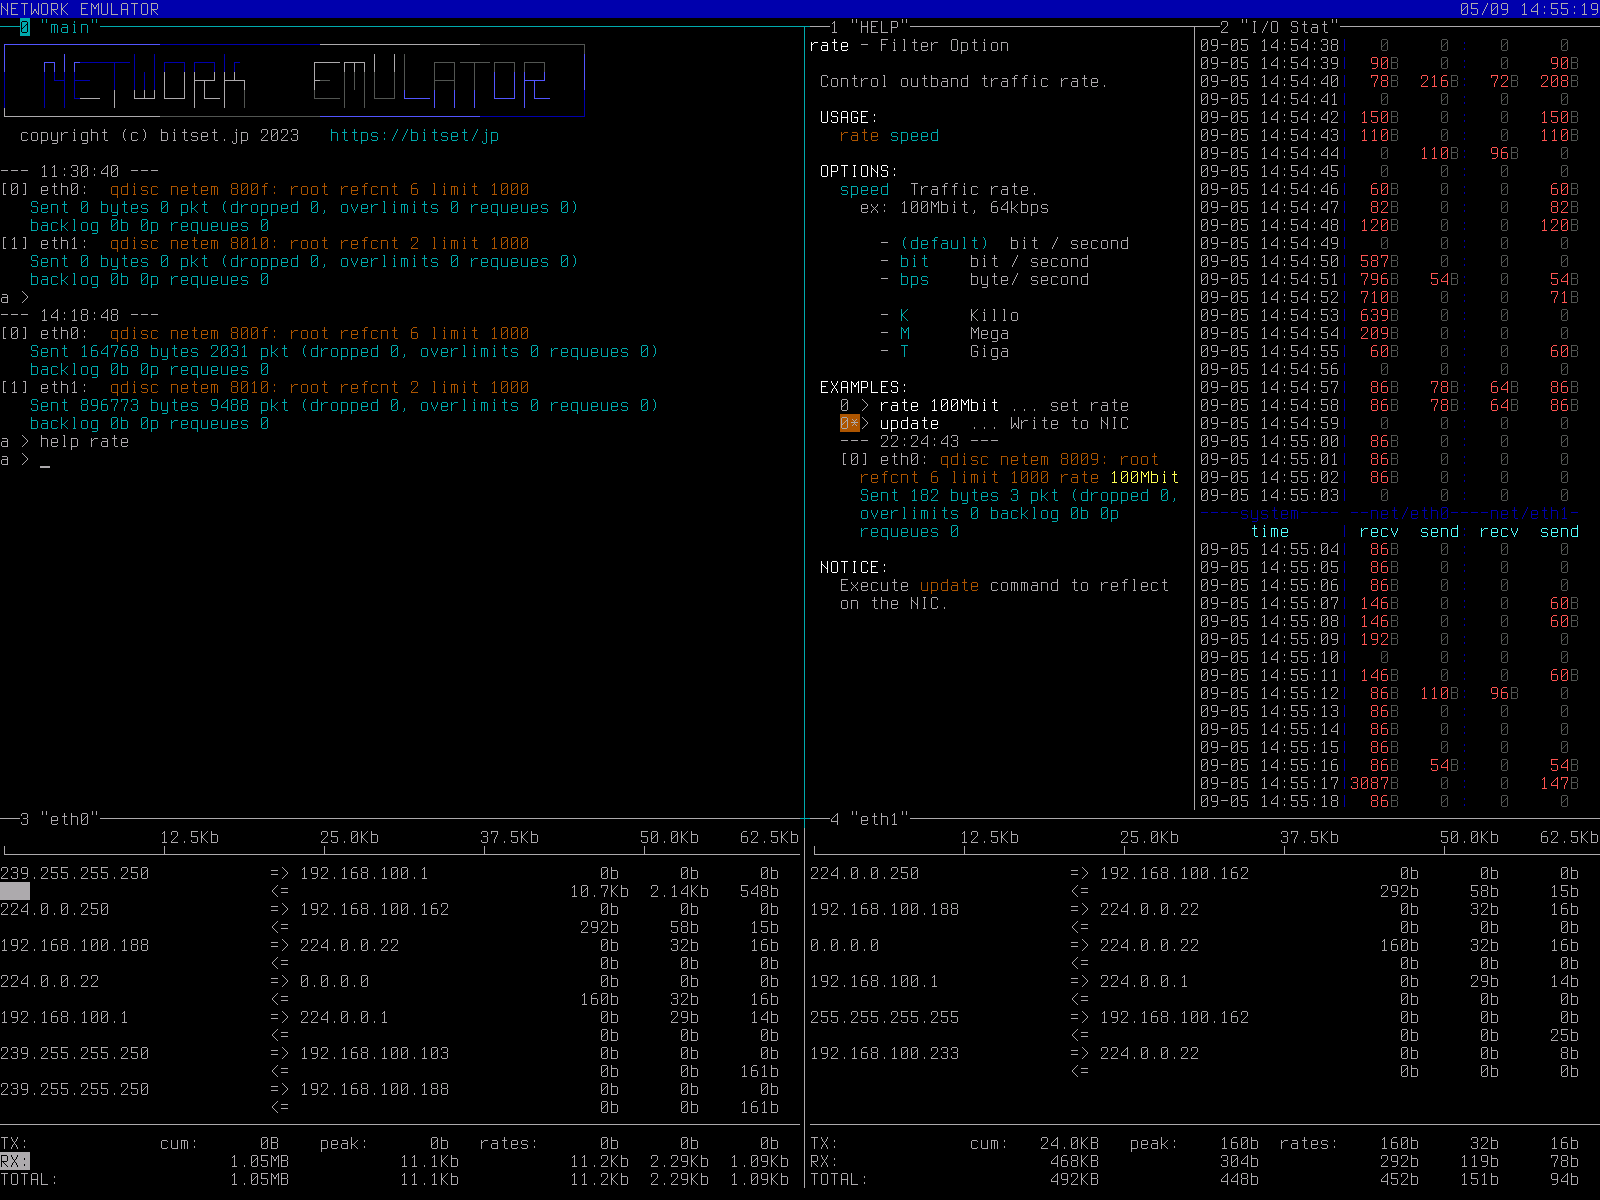 NETWORK EMULATOR 05/09 14:55:19
0 "main"
NETWORK EMULATOR
copyright (c) bitset.jp 2023 https://bitset/jp
--- 11:30:40 ---
[0] eth0: qdisc netem 800f: root refcnt 6 limit 1000
Sent 0 bytes 0 pkt (dropped 0, overlimits 0 requeues 0)
backlog 0b 0p requeues 0
[1] eth1: qdisc netem 8010: root refcnt 2 limit 1000
Sent 0 bytes 0 pkt (dropped 0, overlimits 0 requeues 0)
backlog 0b 0p requeues 0
a >
--- 14:18:48 ---
[0] eth0: qdisc netem 800f: root refcnt 6 limit 1000
Sent 164768 bytes 2031 pkt (dropped 0, overlimits 0 requeues 0)
backlog 0b 0p requeues 0
[1] eth1: qdisc netem 8010: root refcnt 2 limit 1000
Sent 896773 bytes 9488 pkt (dropped 0, overlimits 0 requeues 0)
backlog 0b 0p requeues 0
a > help rate
a > _
1 "HELP"
rate - Filter Option
Control outband traffic rate.
USAGE:
rate speed
OPTIONS:
speed Traffic rate.
ex: 100Mbit, 64kbps
- (default) bit / second
- bit bit / second
- bps byte/ second
- K Killo
- M Mega
- T Giga
EXAMPLES:
0 > rate 100Mbit ... set rate
0*> update ... Write to NIC
--- 22:24:43 ---
[0] eth0: qdisc netem 8009: root
refcnt 6 limit 1000 rate 100Mbit
Sent 182 bytes 3 pkt (dropped 0,
overlimits 0 backlog 0b 0p
requeues 0
NOTICE:
Execute update command to reflect
on the NIC.
2 "I/O Stat"
09-05 14:54:38| 0 0 : 0 0
09-05 14:54:39| 90B 0 : 0 90B
09-05 14:54:40| 78B 216B: 72B 208B
09-05 14:54:41| 0 0 : 0 0
09-05 14:54:42| 150B 0 : 0 150B
09-05 14:54:43| 110B 0 : 0 110B
09-05 14:54:44| 0 110B: 96B 0
09-05 14:54:45| 0 0 : 0 0
09-05 14:54:46| 60B 0 : 0 60B
09-05 14:54:47| 82B 0 : 0 82B
09-05 14:54:48| 120B 0 : 0 120B
09-05 14:54:49| 0 0 : 0 0
09-05 14:54:50| 587B 0 : 0 0
09-05 14:54:51| 796B 54B: 0 54B
09-05 14:54:52| 710B 0 : 0 71B
09-05 14:54:53| 639B 0 : 0 0
09-05 14:54:54| 209B 0 : 0 0
09-05 14:54:55| 60B 0 : 0 60B
09-05 14:54:56| 0 0 : 0 0
09-05 14:54:57| 86B 78B: 64B 86B
09-05 14:54:58| 86B 78B: 64B 86B
09-05 14:54:59| 0 0 : 0 0
09-05 14:55:00| 86B 0 : 0 0
09-05 14:55:01| 86B 0 : 0 0
09-05 14:55:02| 86B 0 : 0 0
09-05 14:55:03| 0 0 : 0 0
----system---- --net/eth0----net/eth1-
time | recv send: recv send
09-05 14:55:04| 86B 0 : 0 0
09-05 14:55:05| 86B 0 : 0 0
09-05 14:55:06| 86B 0 : 0 0
09-05 14:55:07| 146B 0 : 0 60B
09-05 14:55:08| 146B 0 : 0 60B
09-05 14:55:09| 192B 0 : 0 0
09-05 14:55:10| 0 0 : 0 0
09-05 14:55:11| 146B 0 : 0 60B
09-05 14:55:12| 86B 110B: 96B 0
09-05 14:55:13| 86B 0 : 0 0
09-05 14:55:14| 86B 0 : 0 0
09-05 14:55:15| 86B 0 : 0 0
09-05 14:55:16| 86B 54B: 0 54B
09-05 14:55:17|3087B 0 : 0 147B
09-05 14:55:18| 86B 0 : 0 0
3 "eth0"
12.5Kb 25.0Kb 37.5Kb 50.0Kb 62.5Kb
239.255.255.250 => 192.168.100.1 0b 0b 0b
<= 10.7Kb 2.14Kb 548b
224.0.0.250 => 192.168.100.162 0b 0b 0b
<= 292b 58b 15b
192.168.100.188 => 224.0.0.22 0b 32b 16b
<= 0b 0b 0b
224.0.0.22 => 0.0.0.0 0b 0b 0b
<= 160b 32b 16b
192.168.100.1 => 224.0.0.1 0b 29b 14b
<= 0b 0b 0b
239.255.255.250 => 192.168.100.103 0b 0b 0b
<= 0b 0b 161b
239.255.255.250 => 192.168.100.188 0b 0b 0b
<= 0b 0b 161b
TX: cum: 0B peak: 0b rates: 0b 0b 0b
RX: 1.05MB 11.1Kb 11.2Kb 2.29Kb 1.09Kb
TOTAL: 1.05MB 11.1Kb 11.2Kb 2.29Kb 1.09Kb
4 "eth1"
12.5Kb 25.0Kb 37.5Kb 50.0Kb 62.5Kb
224.0.0.250 => 192.168.100.162 0b 0b 0b
<= 292b 58b 15b
192.168.100.188 => 224.0.0.22 0b 32b 16b
<= 0b 0b 0b
0.0.0.0 => 224.0.0.22 160b 32b 16b
<= 0b 0b 0b
192.168.100.1 => 224.0.0.1 0b 29b 14b
<= 0b 0b 0b
255.255.255.255 => 192.168.100.162 0b 0b 0b
<= 0b 0b 25b
192.168.100.233 => 224.0.0.22 0b 0b 8b
<= 0b 0b 0b
TX: cum: 24.0KB peak: 160b rates: 160b 32b 16b
RX: 468KB 304b 292b 119b 78b
TOTAL: 492KB 448b 452b 151b 94b